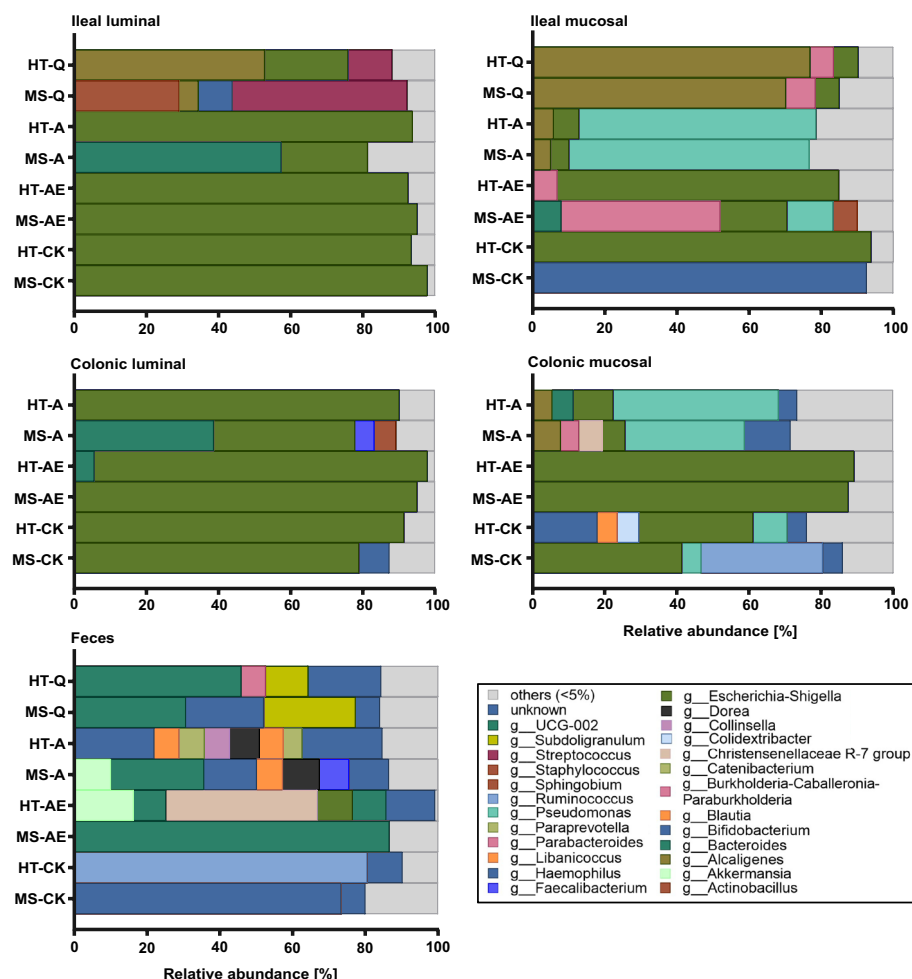 Ileal luminal
HT-Q
MS-Q
HT-A
MS-A
HT-AE
MS-AE
HT-CK
MS-CK
0 20 40 60 80 100
Ileal mucosal
HT-Q
MS-Q
HT-A
MS-A
HT-AE
MS-AE
HT-CK
MS-CK
0 20 40 60 80 100
Colonic luminal
HT-A
MS-A
HT-AE
MS-AE
HT-CK
MS-CK
0 20 40 60 80 100
Colonic mucosal
HT-A
MS-A
HT-AE
MS-AE
HT-CK
MS-CK
0 20 40 60 80 100
Relative abundance [%]
Feces
HT-Q
MS-Q
HT-A
MS-A
HT-AE
MS-AE
HT-CK
MS-CK
0 20 40 60 80 100
Relative abundance [%]
others (<5%)
unknown
g__UCG-002
g__Subdoligranulum
g__Streptococcus
g__Staphylococcus
g__Sphingobium
g__Ruminococcus
g__Pseudomonas
g__Paraprevotella
g__Parabacteroides
g__Libanicoccus
g__Haemophilus
g__Faecalibacterium
g__Escherichia-Shigella
g__Dorea
g__Collinsella
g__Colidextribacter
g__Christensenellaceae R-7 group
g__Catenibacterium
g__Burkholderia-Caballeronia-
Paraburkholderia
g__Blautia
g__Bifidobacterium
g__Bacteroides
g__Alcaligenes
g__Akkermansia
g__Actinobacillus